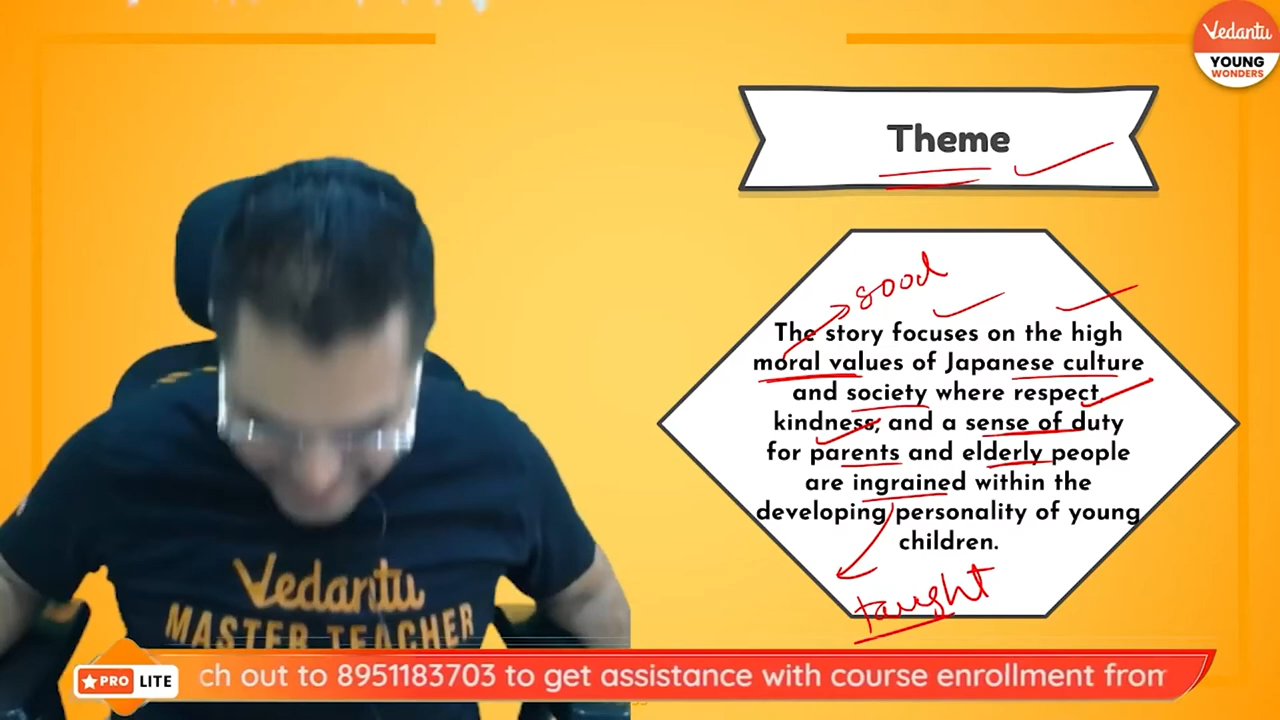 Vedantu
YOUNG
WONDERS
Theme
good
The story focuses on the high
moral values of Japanese culture
and society where respect,
kindness, and a sense of duty
for parents and elderly people
are ingrained within the
developing personality of young
children.
taught
Vedantu
MASTER TEACHER
PRO LITE
ch out to 8951183703 to get assistance with course enrollment from